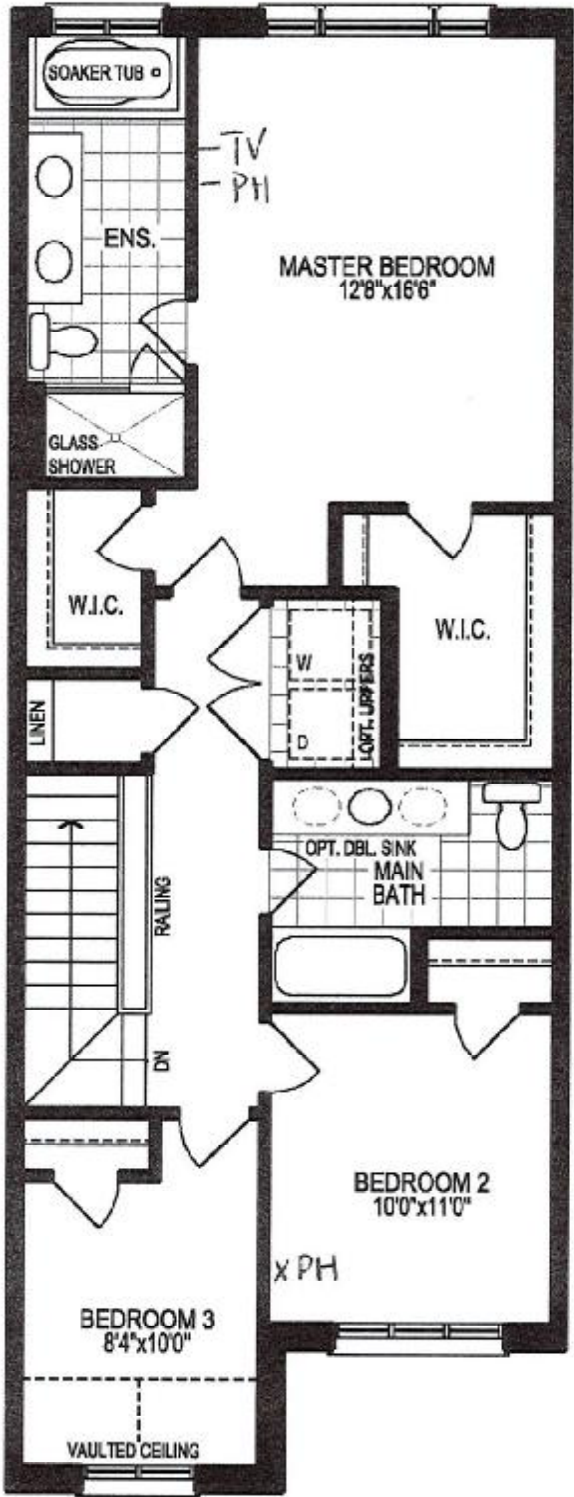 SOAKER TUB
TV
PH
ENS.
MASTER BEDROOM
12'8"x16'6"
GLASS
SHOWER
W.I.C.
W.I.C.
LINEN
W
D
OPT. UPPERS
OPT. DBL. SINK
MAIN
BATH
RAILING
DN
BEDROOM 2
10'0"x11'0"
x PH
BEDROOM 3
8'4"x10'0"
VAULTED CEILING